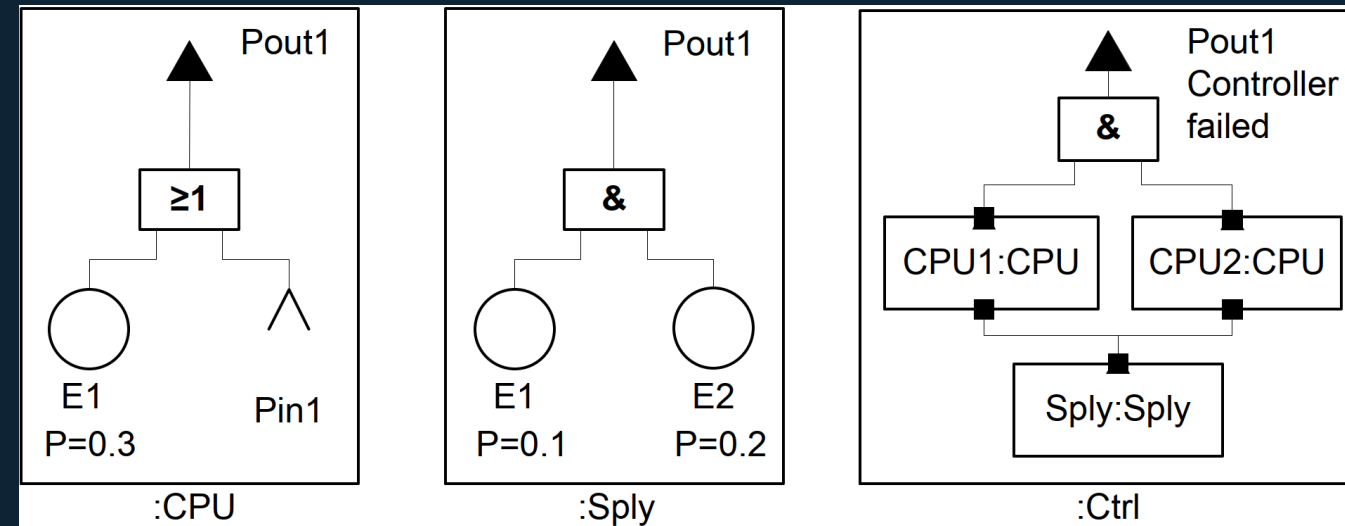 Pout1
≥1
E1
P=0.3
Pin1
:CPU
Pout1
&
E1
P=0.1
E2
P=0.2
:Sply
Pout1
Controller
failed
&
CPU1:CPU
CPU2:CPU
Sply:Sply
:Ctrl